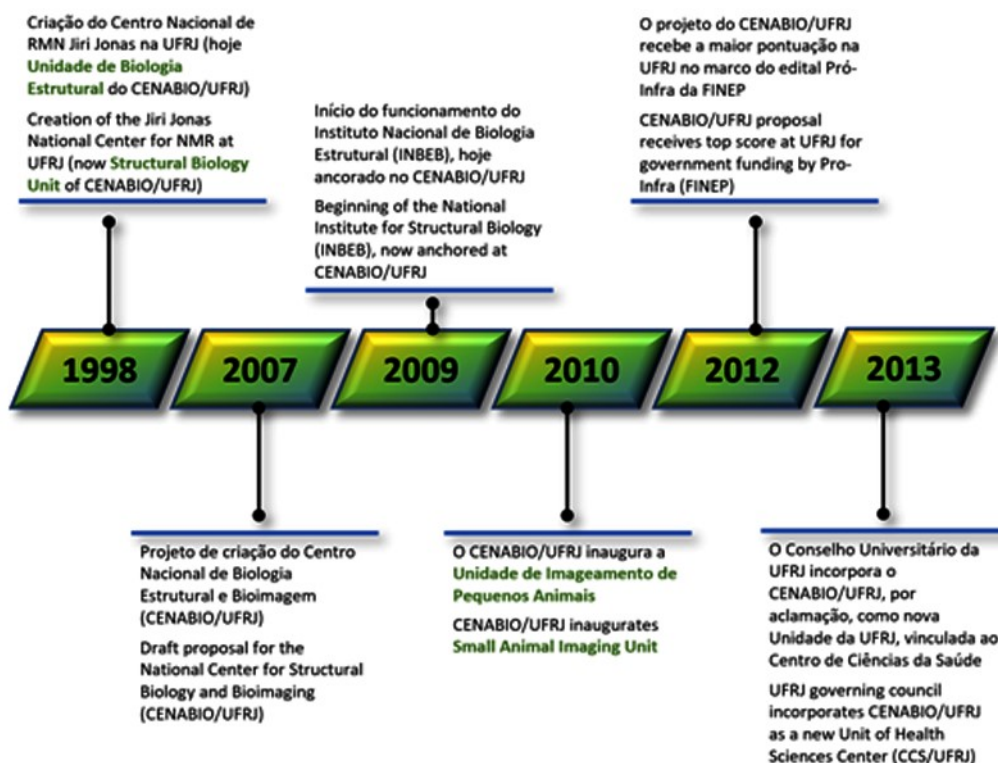 Criação do Centro Nacional de
RMN Jiri Jonas na UFRJ (hoje
Unidade de Biologia
Estrutural do CENABIO/UFRJ)
Creation of the Jiri Jonas
National Center for NMR at
UFRJ (now Structural Biology
Unit of CENABIO/UFRJ)
Início do funcionamento do
Instituto Nacional de Biologia
Estrutural (INBEB), hoje
ancorado no CENABIO/UFRJ
Beginning of the National
Institute for Structural Biology
(INBEB), now anchored at
CENABIO/UFRJ
O projeto do CENABIO/UFRJ
recebe a maior pontuação na
UFRJ no marco do edital Pró-
Infra da FINEP
CENABIO/UFRJ proposal
receives top score at UFRJ for
government funding by Pro-
Infra (FINEP)
1998
2007
2009
2010
2012
2013
Projeto de criação do Centro
Nacional de Biologia
Estrutural e Bioimagem
(CENABIO/UFRJ)
Draft proposal for the
National Center for Structural
Biology and Bioimaging
(CENABIO/UFRJ)
O CENABIO/UFRJ inaugura a
Unidade de Imageamento de
Pequenos Animais
CENABIO/UFRJ inaugurates
Small Animal Imaging Unit
O Conselho Universitário da
UFRJ incorpora o
CENABIO/UFRJ, por
aclamação, como nova
Unidade da UFRJ, vinculada ao
Centro de Ciências da Saúde
UFRJ governing council
incorporates CENABIO/UFRJ
as a new Unit of Health
Sciences Center (CCS/UFRJ)